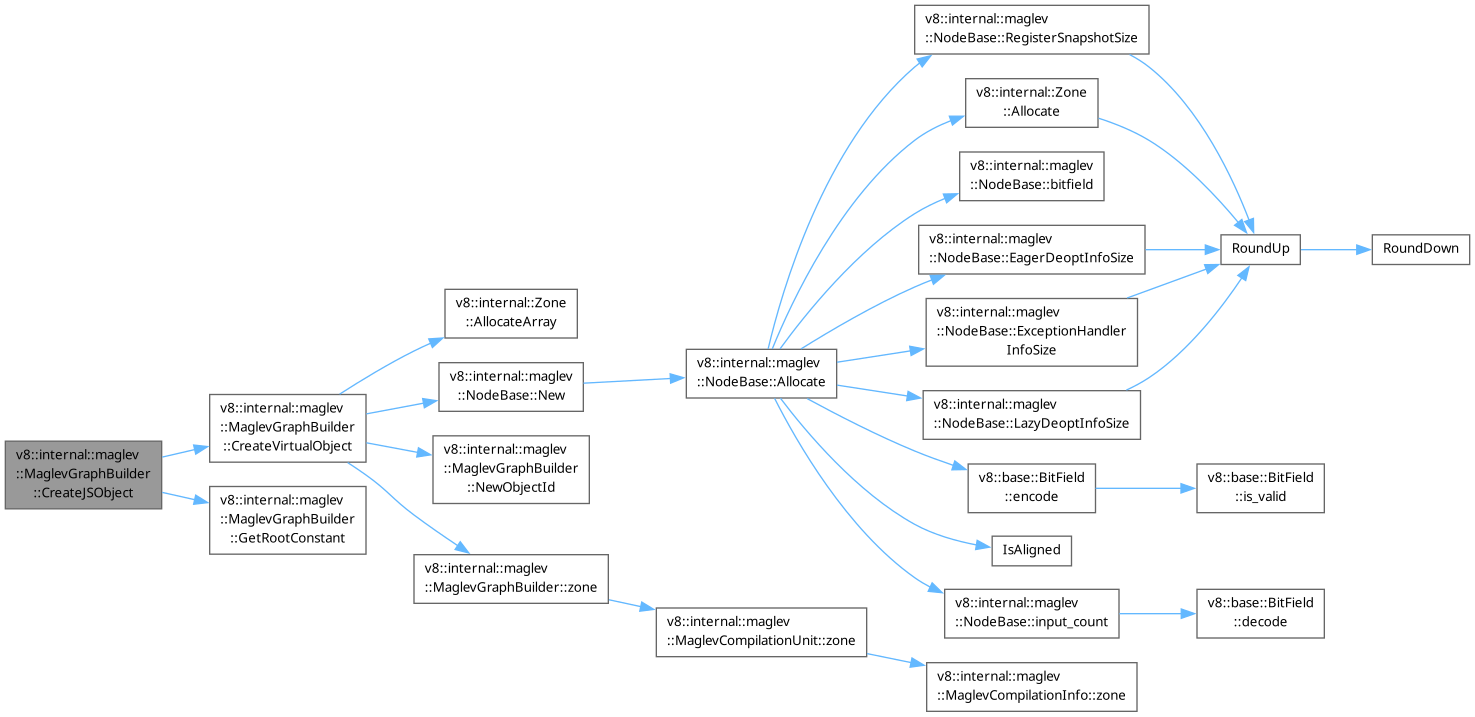 v8::internal::maglev
::MaglevGraphBuilder
::CreateJSObject
v8::internal::maglev
::MaglevGraphBuilder
::CreateVirtualObject
v8::internal::maglev
::MaglevGraphBuilder
::GetRootConstant
v8::internal::Zone
::AllocateArray
v8::internal::maglev
::NodeBase::New
v8::internal::maglev
::MaglevGraphBuilder
::NewObjectId
v8::internal::maglev
::MaglevGraphBuilder::zone
v8::internal::maglev
::NodeBase::Allocate
v8::internal::maglev
::MaglevCompilationUnit::zone
v8::internal::maglev
::NodeBase::RegisterSnapshotSize
v8::internal::Zone
::Allocate
v8::internal::maglev
::NodeBase::bitfield
v8::internal::maglev
::NodeBase::EagerDeoptInfoSize
v8::internal::maglev
::NodeBase::ExceptionHandler
InfoSize
v8::internal::maglev
::NodeBase::LazyDeoptInfoSize
v8::base::BitField
::encode
IsAligned
v8::internal::maglev
::NodeBase::input_count
v8::internal::maglev
::MaglevCompilationInfo::zone
RoundUp
v8::base::BitField
::is_valid
v8::base::BitField
::decode
RoundDown